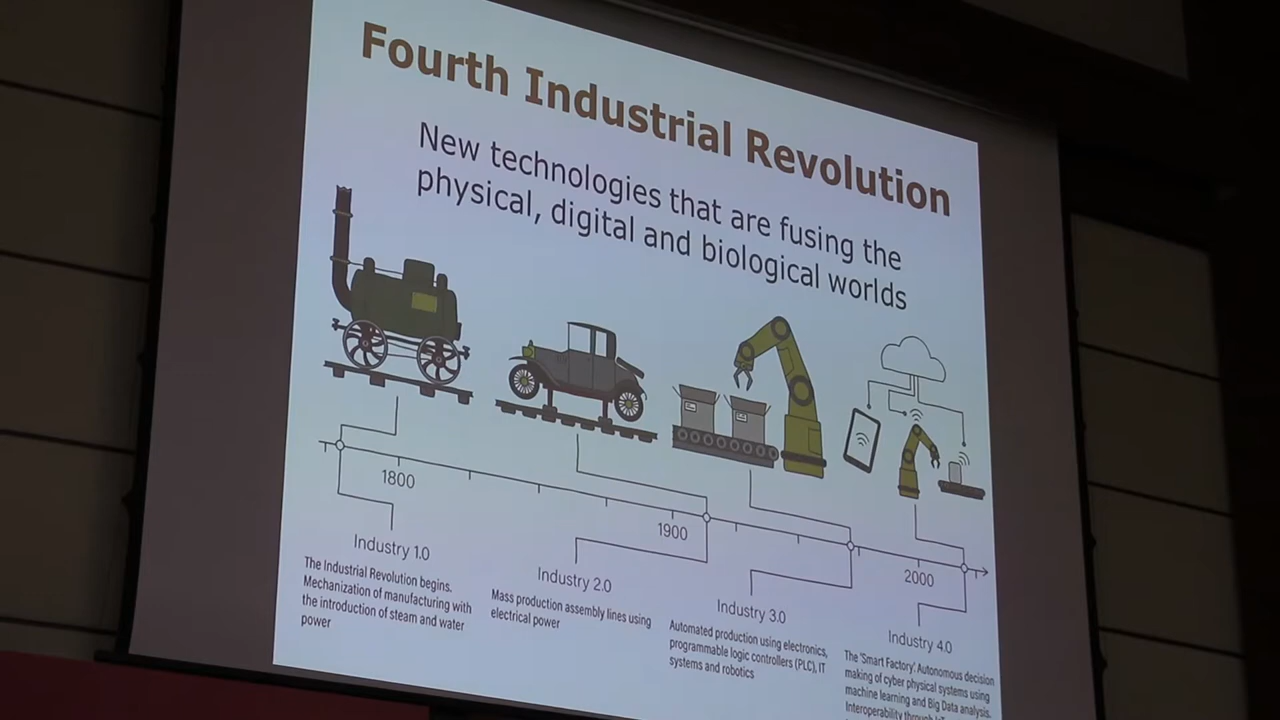 Fourth Industrial Revolution
New technologies that are fusing the
physical, digital and biological worlds
1800
1900
2000
Industry 1.0
The Industrial Revolution begins.
Mechanization of manufacturing with
the introduction of steam and water
power
Industry 2.0
Mass production assembly lines using
electrical power
Industry 3.0
Automated production using electronics,
programmable logic controllers (PLC), IT
systems and robotics
Industry 4.0
The 'Smart Factory'. Autonomous decision
making of cyber physical systems using
machine learning and Big Data analysis.
Interoperability through